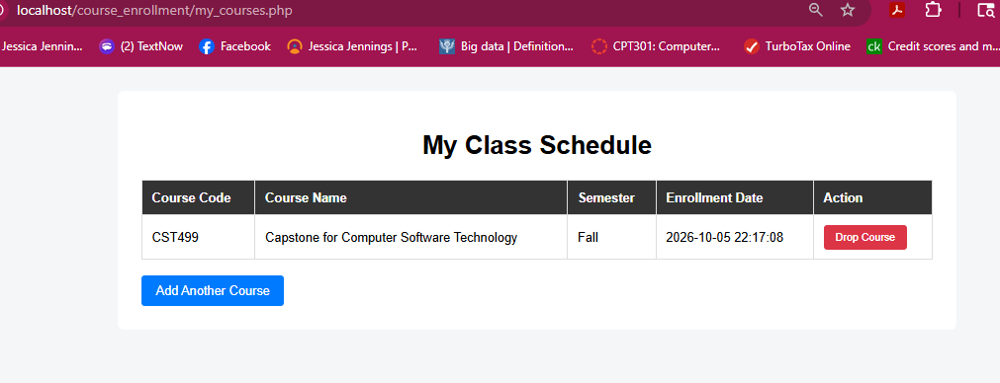 localhost/course_enrollment/my_courses.php
Jessica Jennin... (2) TextNow Facebook Jessica Jennings | P... Big data | Definition... CPT301: Computer... TurboTax Online ck Credit scores and m...
My Class Schedule
Course Code Course Name Semester Enrollment Date Action
CST499 Capstone for Computer Software Technology Fall 2026-10-05 22:17:08 Drop Course
Add Another Course